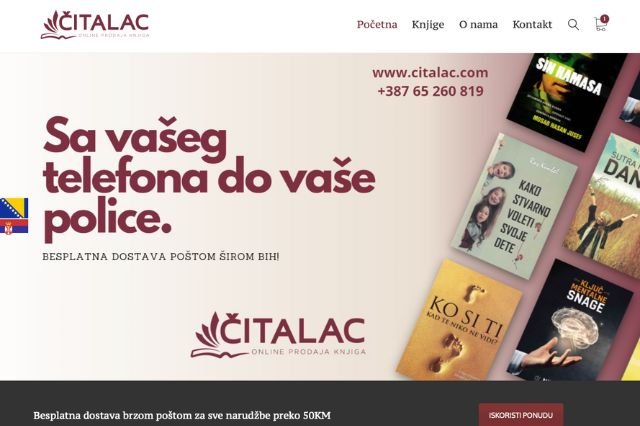 ČITALAC
ONLINE PRODAJA KNJIGA
Početna
Knjige
O nama
Kontakt
1
www.citalac.com
+387 65 260 819
Sa vašeg
telefona do vaše
police.
BESPLATNA DOSTAVA POŠTOM ŠIROM BIH!
ČITALAC
ONLINE PRODAJA KNJIGA
SIN HAMASA
MOSAB HASAN JUSEF
KAKO
STVARNO
VOLETI
SVOJE
DETE
SUTRA
DAN
KO SI TI
KAD TE NIKO NE VIDI?
KLJUČ
MENTALNE
SNAGE
Besplatna dostava brzom poštom za sve narudžbe preko 50KM
ISKORISTI PONUDU